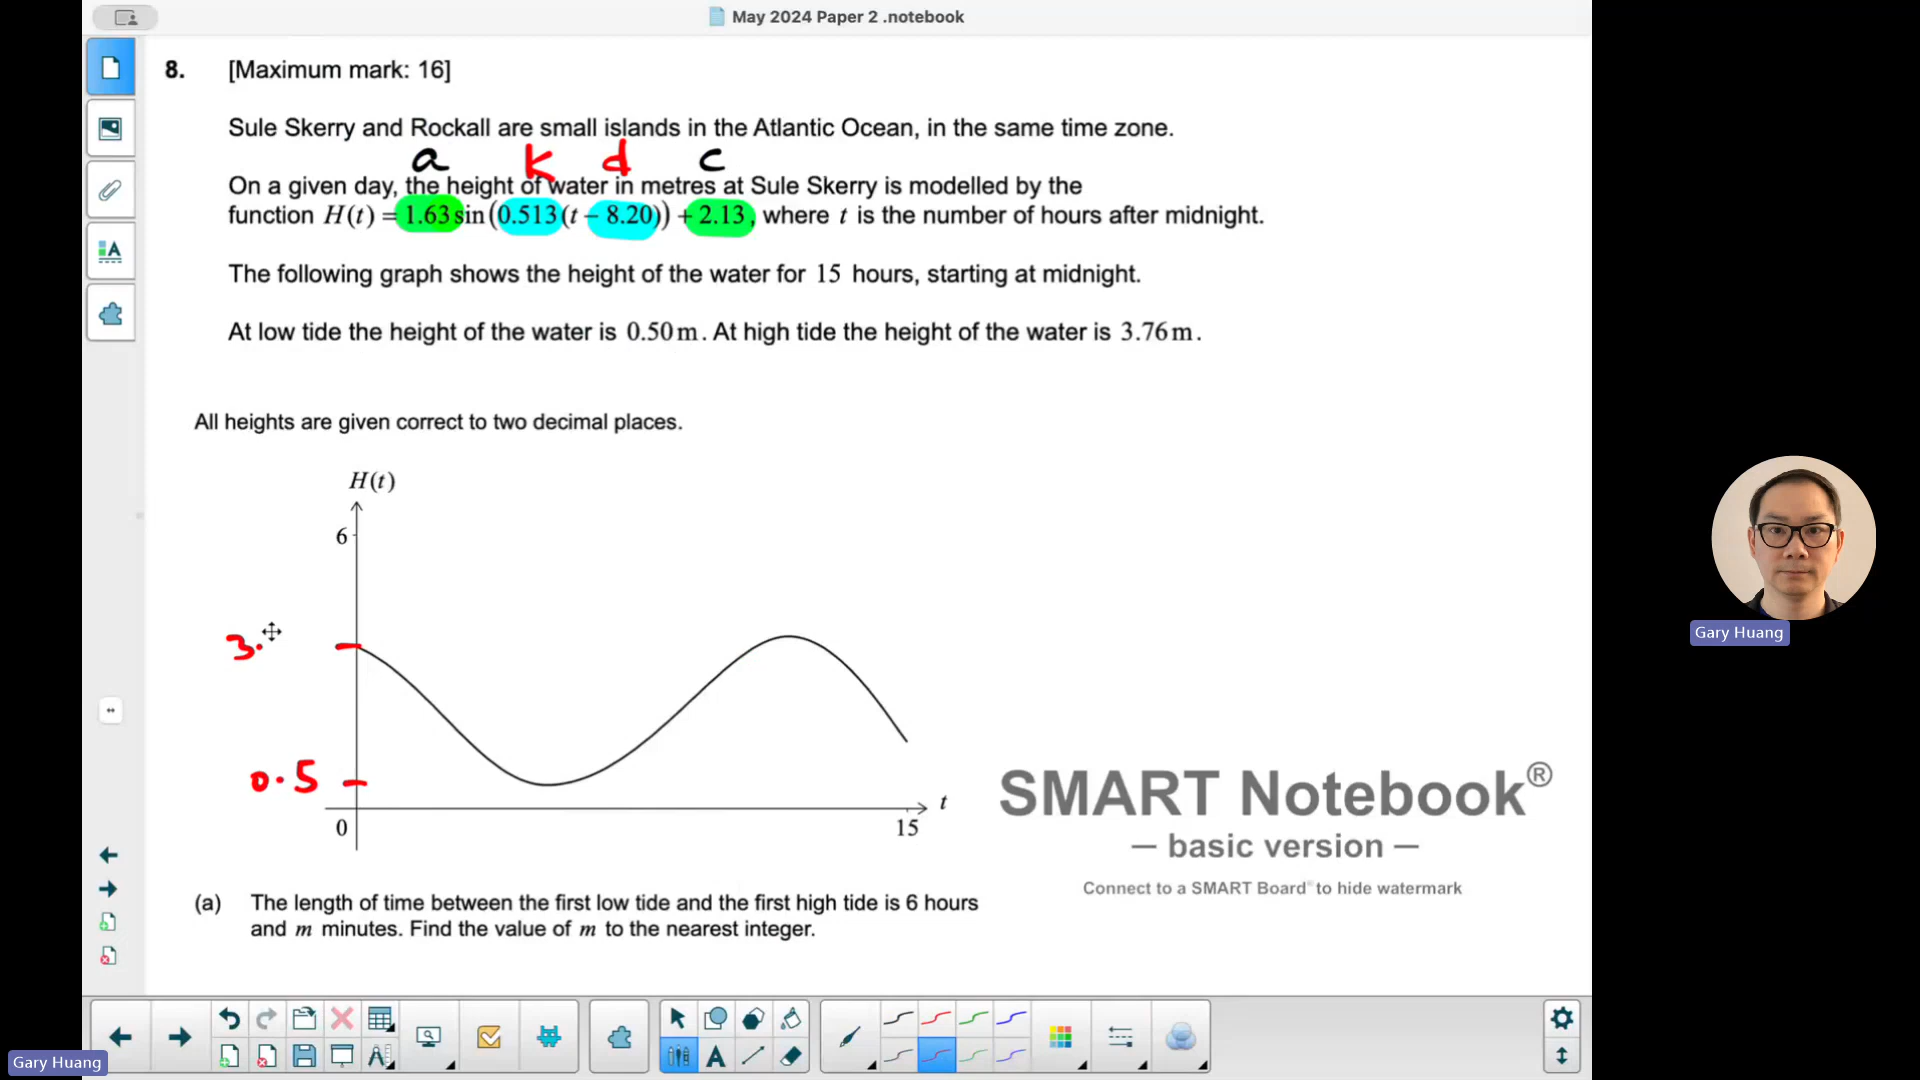 May 2024 Paper 2 .notebook
8. [Maximum mark: 16]
Sule Skerry and Rockall are small islands in the Atlantic Ocean, in the same time zone.
a k d c
On a given day, the height of water in metres at Sule Skerry is modelled by the
function H(t) = 1.63 sin(0.513(t – 8.20)) + 2.13, where t is the number of hours after midnight.
The following graph shows the height of the water for 15 hours, starting at midnight.
At low tide the height of the water is 0.50 m. At high tide the height of the water is 3.76 m.
All heights are given correct to two decimal places.
H(t)
6
3.
0.5
t
0
15
SMART Notebook®
— basic version —
Connect to a SMART Board® to hide watermark
(a) The length of time between the first low tide and the first high tide is 6 hours
and m minutes. Find the value of m to the nearest integer.
Gary Huang
Gary Huang